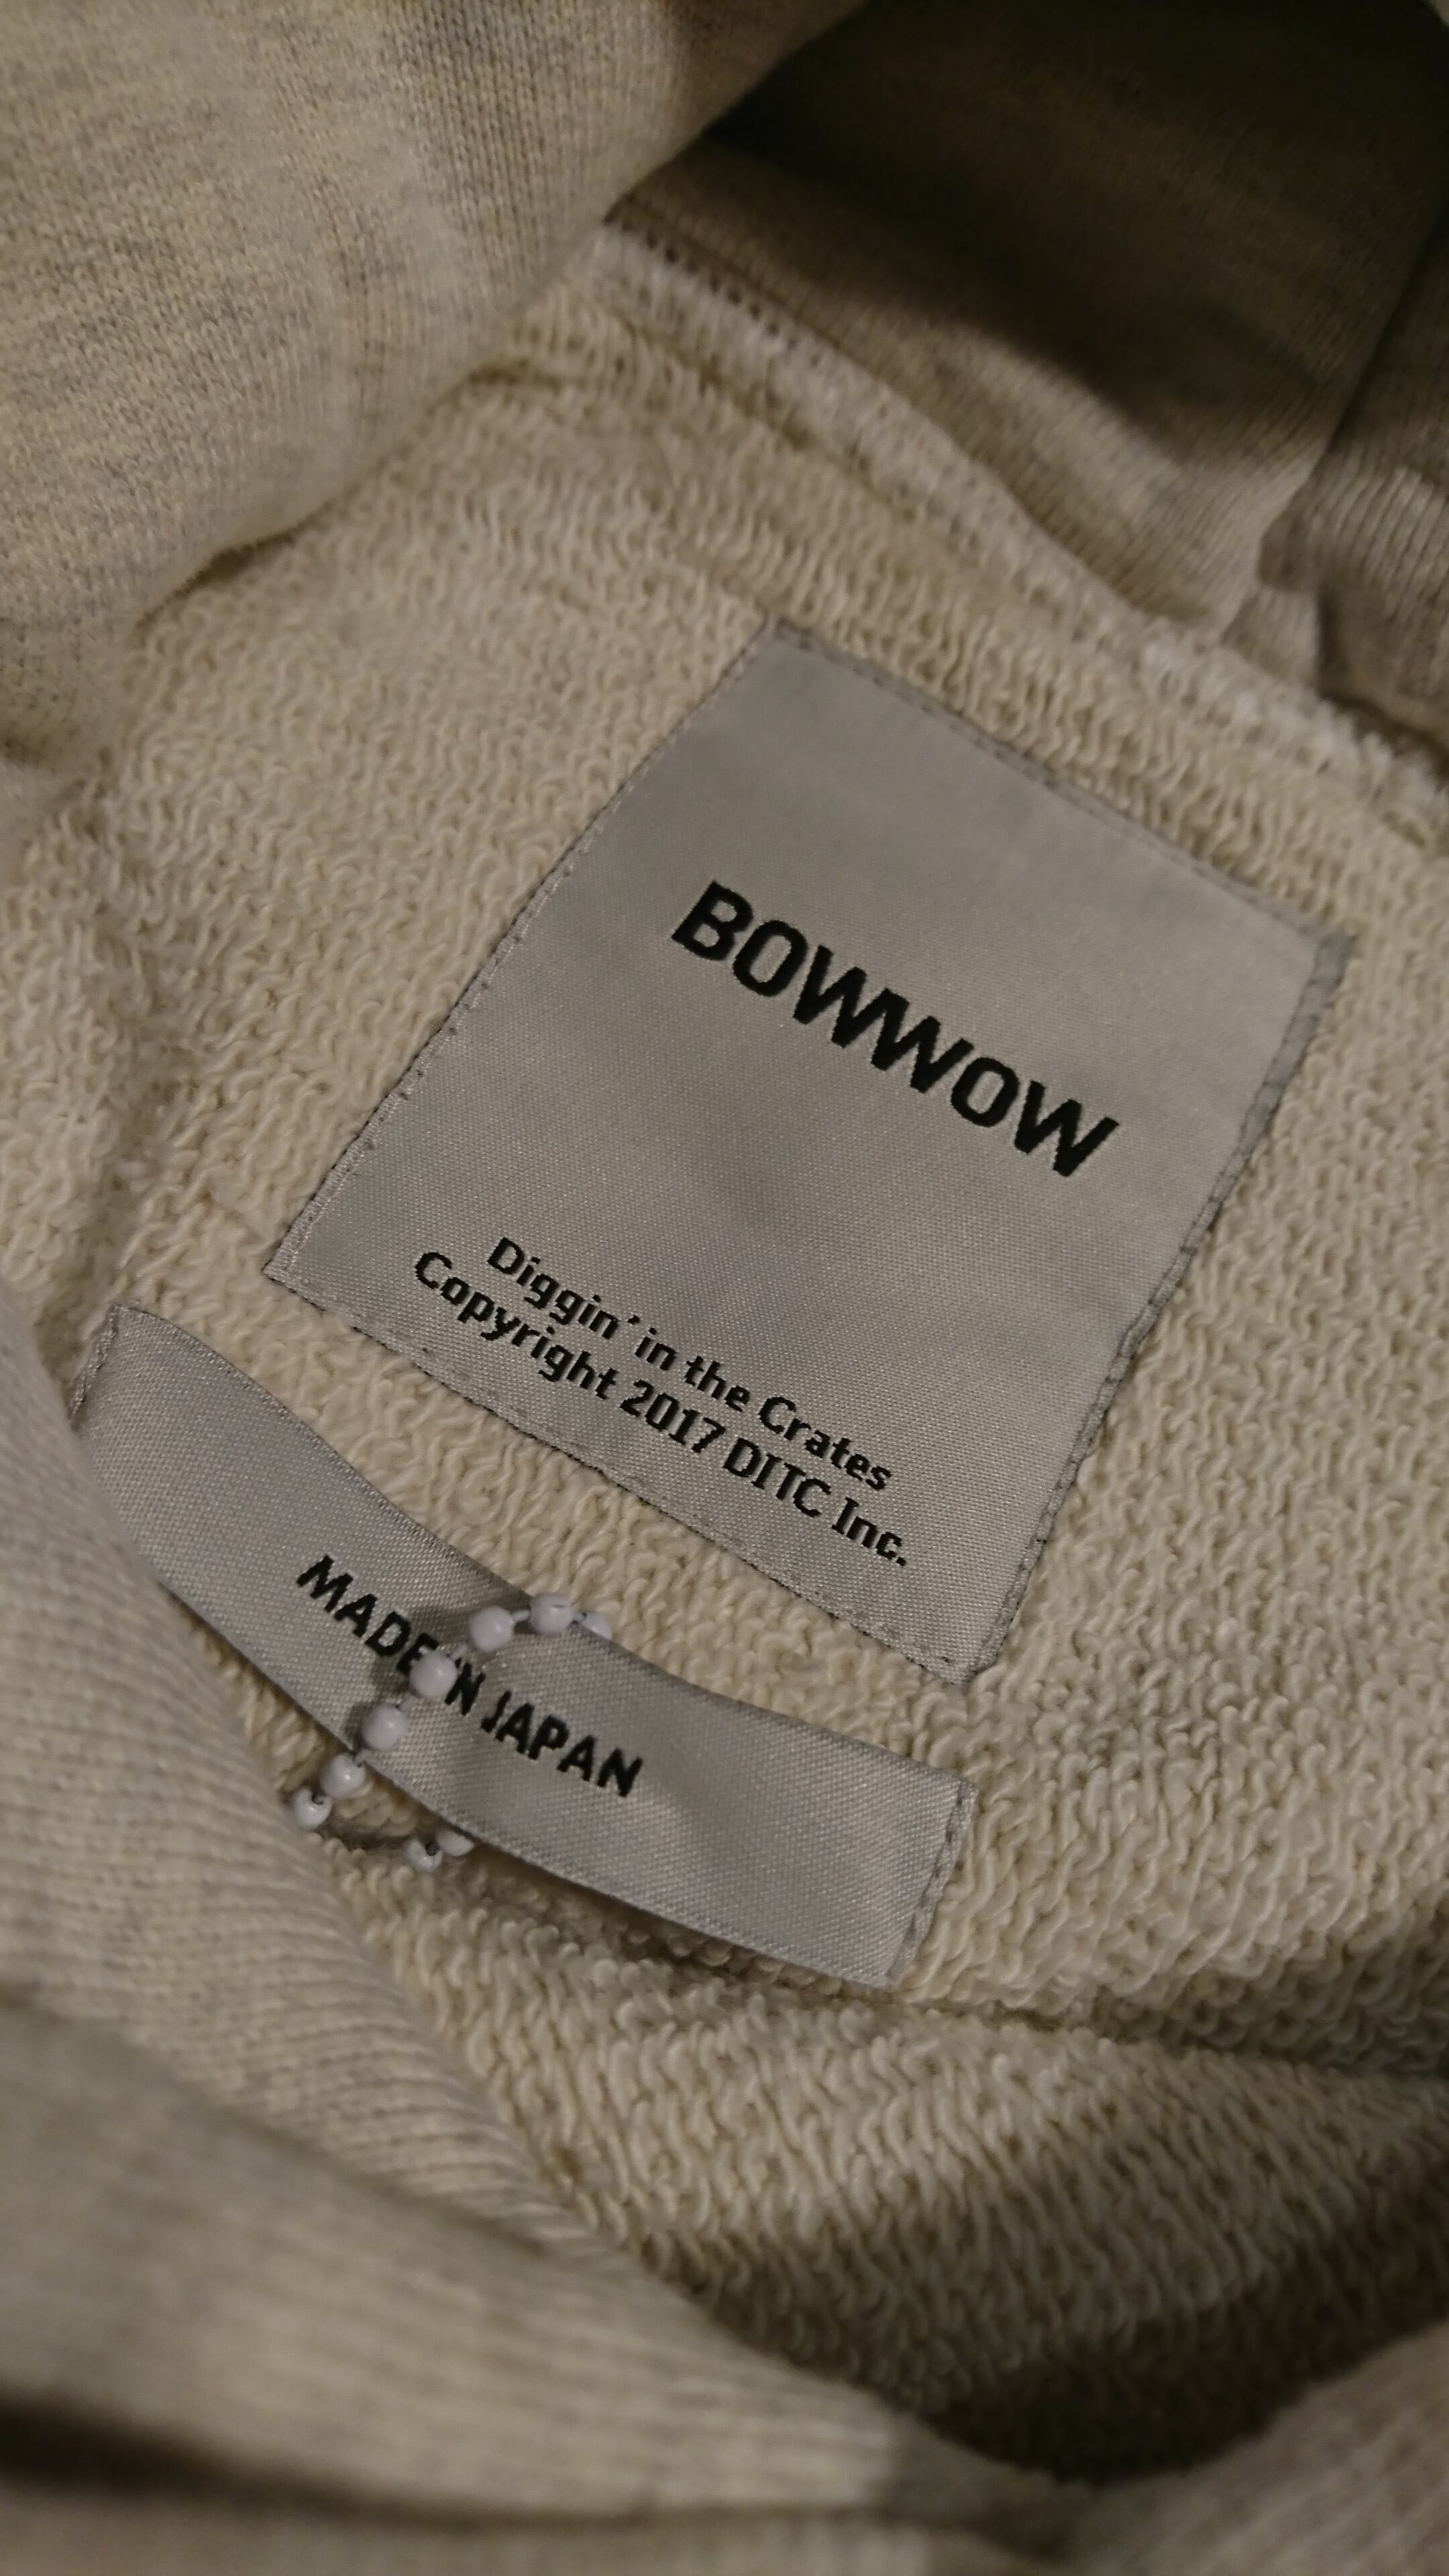 BOWWOW
Diggin' in the Crates
Copyright 2017 DITC Inc.
MADE IN JAPAN